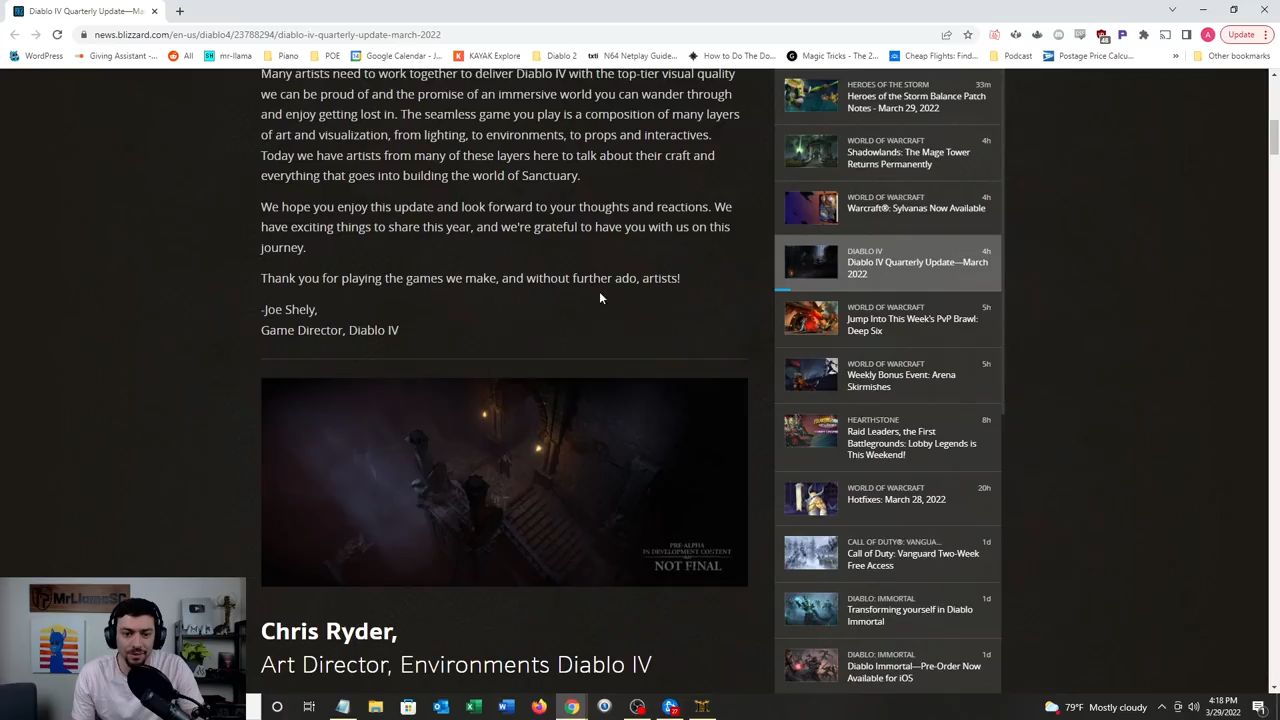 Diablo IV Quarterly Update—Ma
news.blizzard.com/en-us/diablo4/23788294/diablo-iv-quarterly-update-march-2022
Update
WordPress
Giving Assistant -...
All
mr-llama
Piano
POE
Google Calendar - J...
KAYAK Explore
Diablo 2
txti
N64 Netplay Guide...
How to Do The Do...
Magic Tricks - The 2...
Cheap Flights: Find...
Podcast
Postage Price Calcu...
»
Other bookmarks
Many artists need to work together to deliver Diablo IV with the top-tier visual quality
we can be proud of and the promise of an immersive world you can wander through
and enjoy getting lost in. The seamless game you play is a composition of many layers
of art and visualization, from lighting, to environments, to props and interactives.
Today we have artists from many of these layers here to talk about their craft and
everything that goes into building the world of Sanctuary.
We hope you enjoy this update and look forward to your thoughts and reactions. We
have exciting things to share this year, and we're grateful to have you with us on this
journey.
Thank you for playing the games we make, and without further ado, artists!
-Joe Shely,
Game Director, Diablo IV
PRE-ALPHA
IN DEVELOPMENT CONTENT
NOT FINAL
Chris Ryder,
Art Director, Environments Diablo IV
HEROES OF THE STORM 33m
Heroes of the Storm Balance Patch
Notes - March 29, 2022
WORLD OF WARCRAFT 4h
Shadowlands: The Mage Tower
Returns Permanently
WORLD OF WARCRAFT 4h
Warcraft®: Sylvanas Now Available
DIABLO IV 4h
Diablo IV Quarterly Update—March
2022
WORLD OF WARCRAFT 5h
Jump Into This Week's PvP Brawl:
Deep Six
WORLD OF WARCRAFT 5h
Weekly Bonus Event: Arena
Skirmishes
HEARTHSTONE 8h
Raid Leaders, the First
Battlegrounds: Lobby Legends is
This Weekend!
WORLD OF WARCRAFT 20h
Hotfixes: March 28, 2022
CALL OF DUTY®: VANGUA... 1d
Call of Duty: Vanguard Two-Week
Free Access
DIABLO: IMMORTAL 1d
Transforming yourself in Diablo
Immortal
DIABLO: IMMORTAL 1d
Diablo Immortal—Pre-Order Now
Available for iOS
MrLlamaSC
79°F Mostly cloudy
4:18 PM
3/29/2022